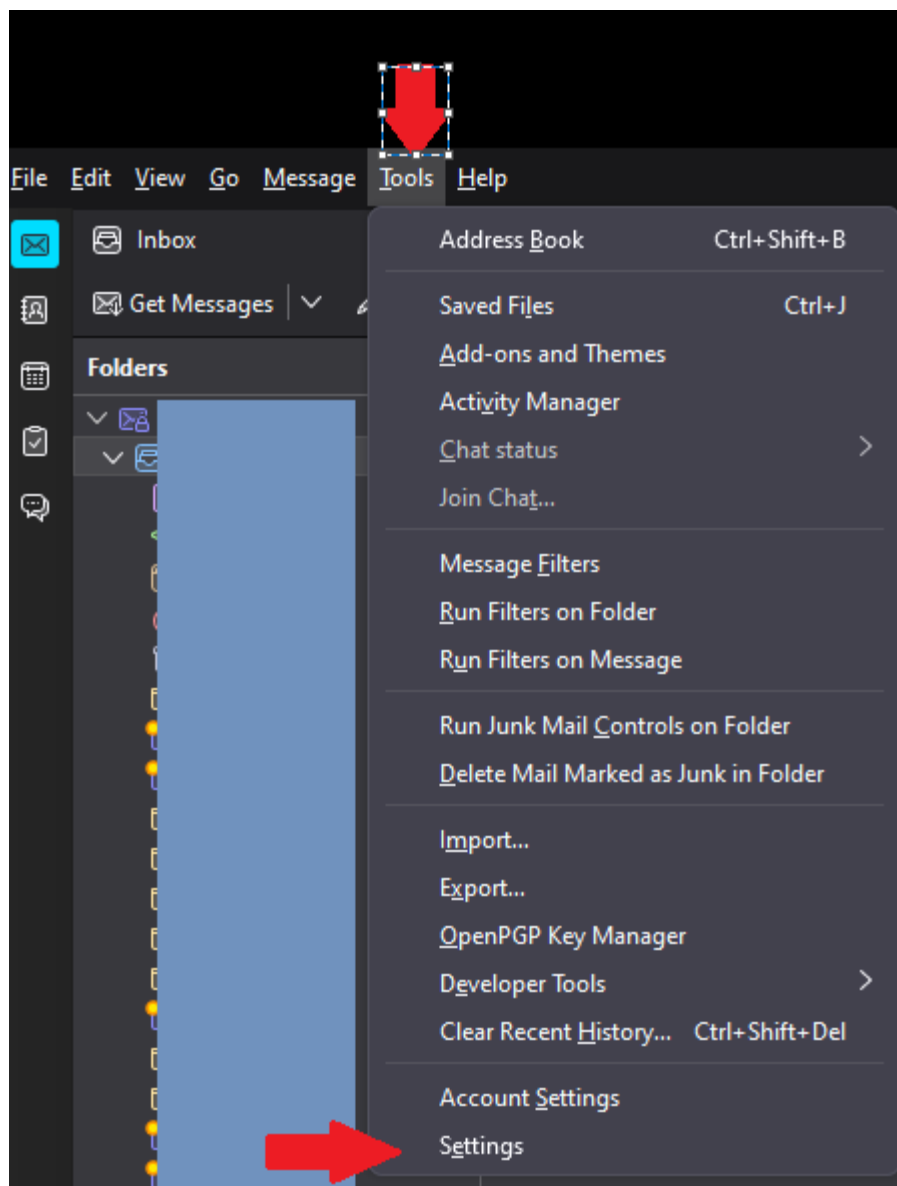 File Edit View Go Message Tools Help
Inbox
Get Messages
Folders
Address Book Ctrl+Shift+B
Saved Files Ctrl+J
Add-ons and Themes
Activity Manager
Chat status
Join Chat...
Message Filters
Run Filters on Folder
Run Filters on Message
Run Junk Mail Controls on Folder
Delete Mail Marked as Junk in Folder
Import...
Export...
OpenPGP Key Manager
Developer Tools
Clear Recent History... Ctrl+Shift+Del
Account Settings
Settings